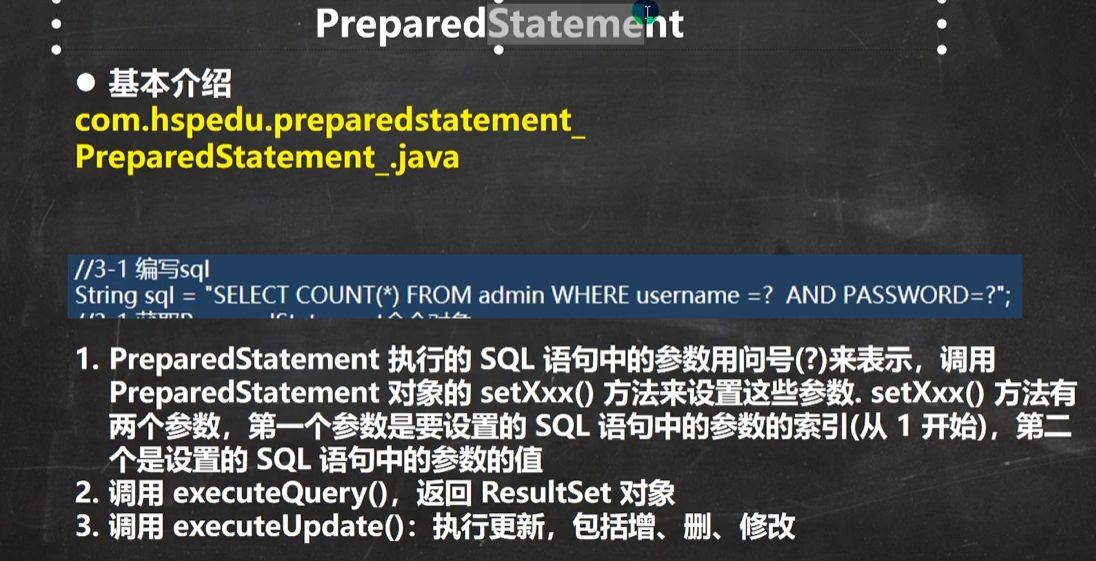 PreparedStatement
● 基本介绍
com.hspedu.preparedstatement_
PreparedStatement_.java
//3-1 编写sql
String sql = "SELECT COUNT(*) FROM admin WHERE username =? AND PASSWORD=?";
1. PreparedStatement 执行的 SQL 语句中的参数用问号(?)来表示，调用
PreparedStatement 对象的 setXxx() 方法来设置这些参数. setXxx() 方法有
两个参数，第一个参数是要设置的 SQL 语句中的参数的索引(从 1 开始)，第二
个是设置的 SQL 语句中的参数的值
2. 调用 executeQuery()，返回 ResultSet 对象
3. 调用 executeUpdate()：执行更新，包括增、删、修改